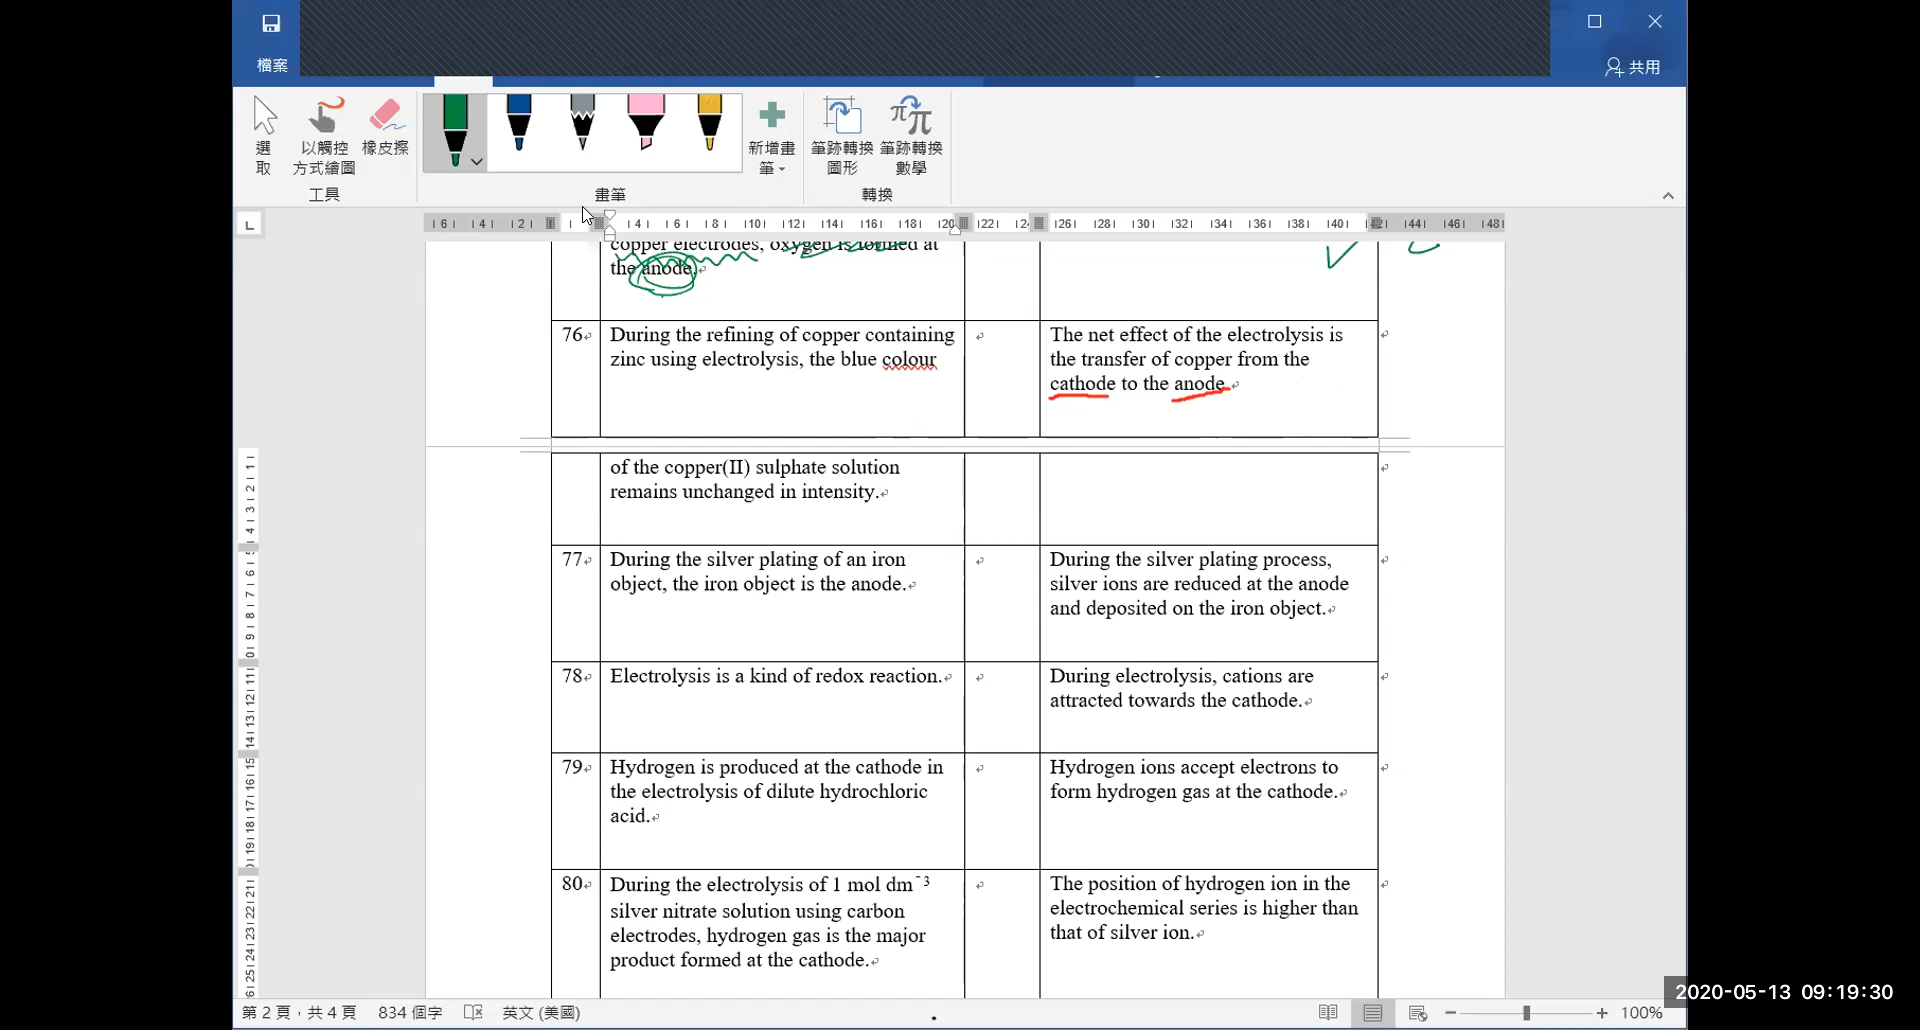 檔案
共用
選取
以觸控方式繪圖
橡皮擦
新增畫筆
筆跡轉換圖形
筆跡轉換數學
工具
畫筆
轉換
copper electrodes, oxygen is formed at
the anode.
76
During the refining of copper containing
zinc using electrolysis, the blue colour
The net effect of the electrolysis is
the transfer of copper from the
cathode to the anode.
of the copper(II) sulphate solution
remains unchanged in intensity.
77
During the silver plating of an iron
object, the iron object is the anode.
During the silver plating process,
silver ions are reduced at the anode
and deposited on the iron object.
78
Electrolysis is a kind of redox reaction.
During electrolysis, cations are
attracted towards the cathode.
79
Hydrogen is produced at the cathode in
the electrolysis of dilute hydrochloric
acid.
Hydrogen ions accept electrons to
form hydrogen gas at the cathode.
80
During the electrolysis of 1 mol dm⁻³
silver nitrate solution using carbon
electrodes, hydrogen gas is the major
product formed at the cathode.
The position of hydrogen ion in the
electrochemical series is higher than
that of silver ion.
第 2 頁，共 4 頁 834 個字 英文 (美國)
100%
2020-05-13 09:19:30